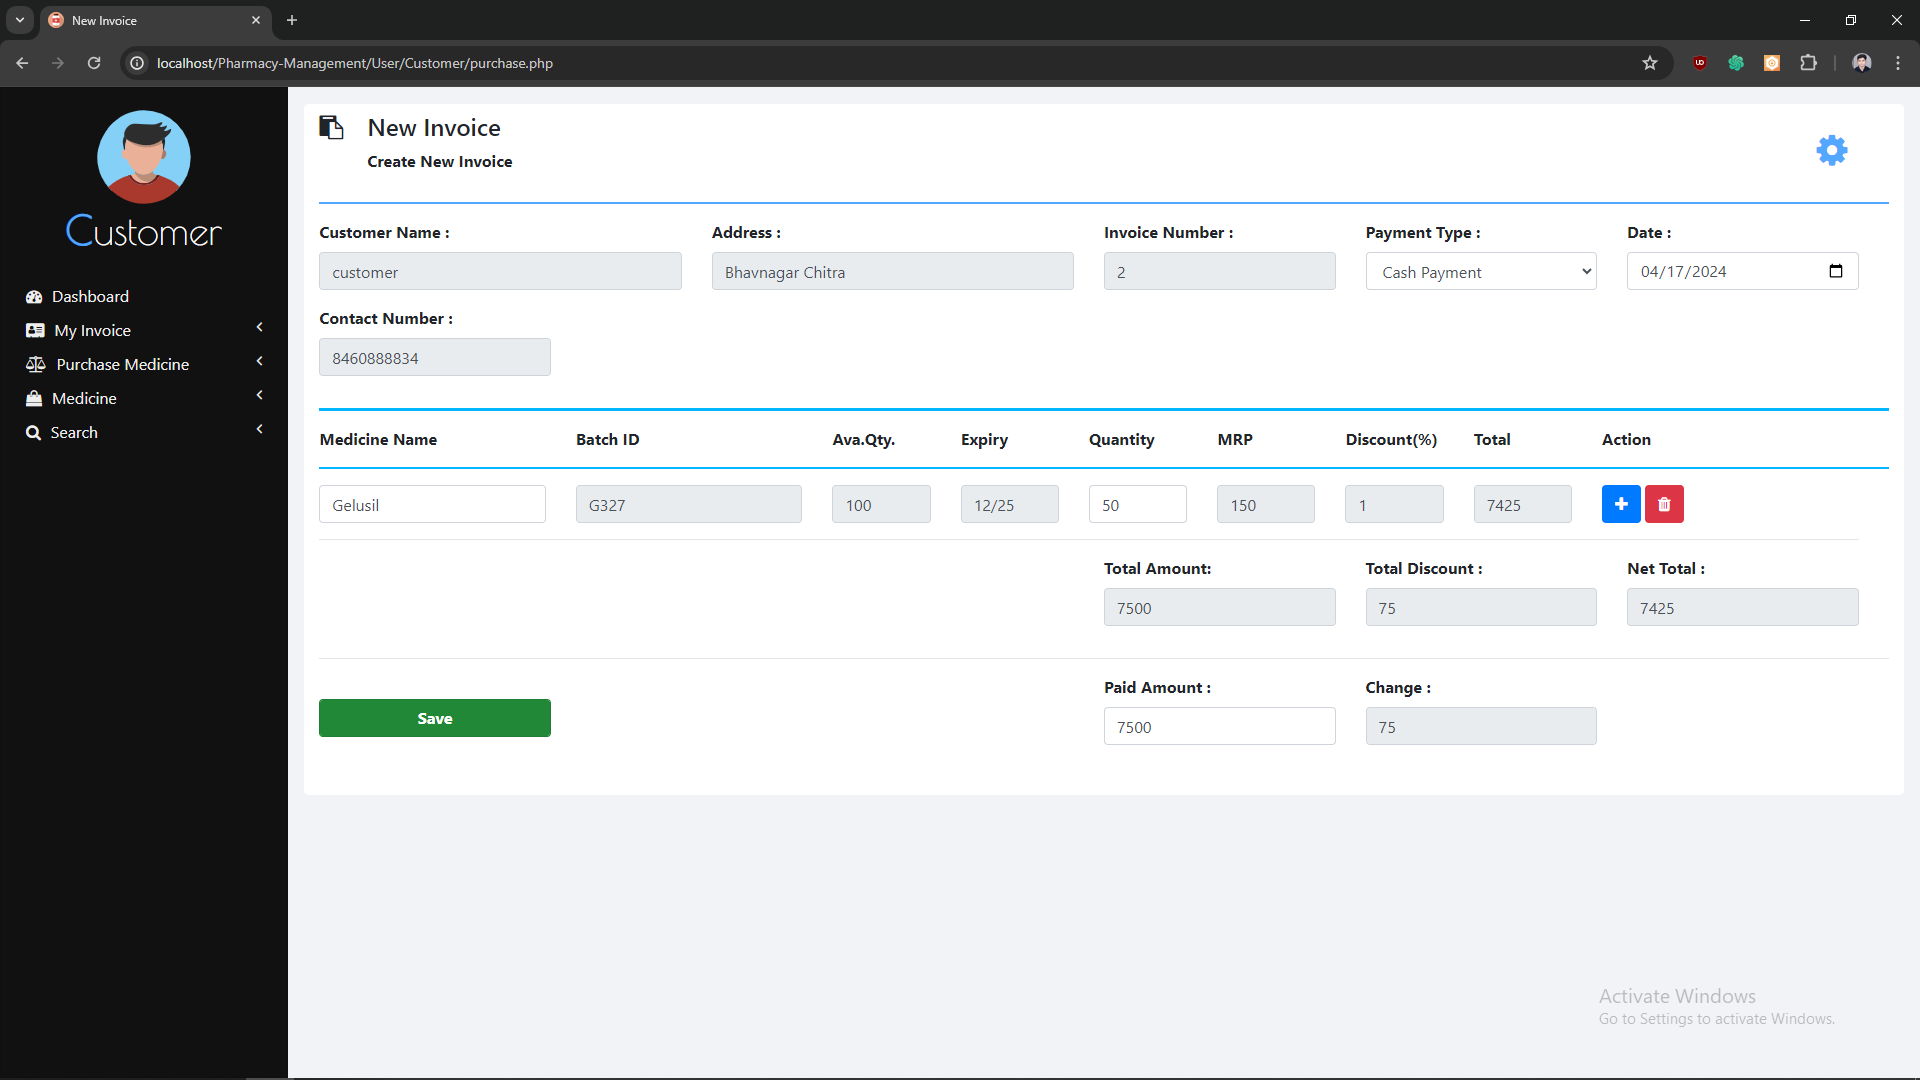 New Invoice
localhost/Pharmacy-Management/User/Customer/purchase.php
Customer
Dashboard
My Invoice
Purchase Medicine
Medicine
Search
New Invoice
Create New Invoice
Customer Name : Address : Invoice Number : Payment Type : Date :
customer Bhavnagar Chitra 2 Cash Payment 04/17/2024
Contact Number :
8460888834
Medicine Name Batch ID Ava.Qty. Expiry Quantity MRP Discount(%) Total Action
Gelusil G327 100 12/25 50 150 1 7425
Total Amount: Total Discount : Net Total :
7500 75 7425
Paid Amount : Change :
Save 7500 75
Activate Windows
Go to Settings to activate Windows.